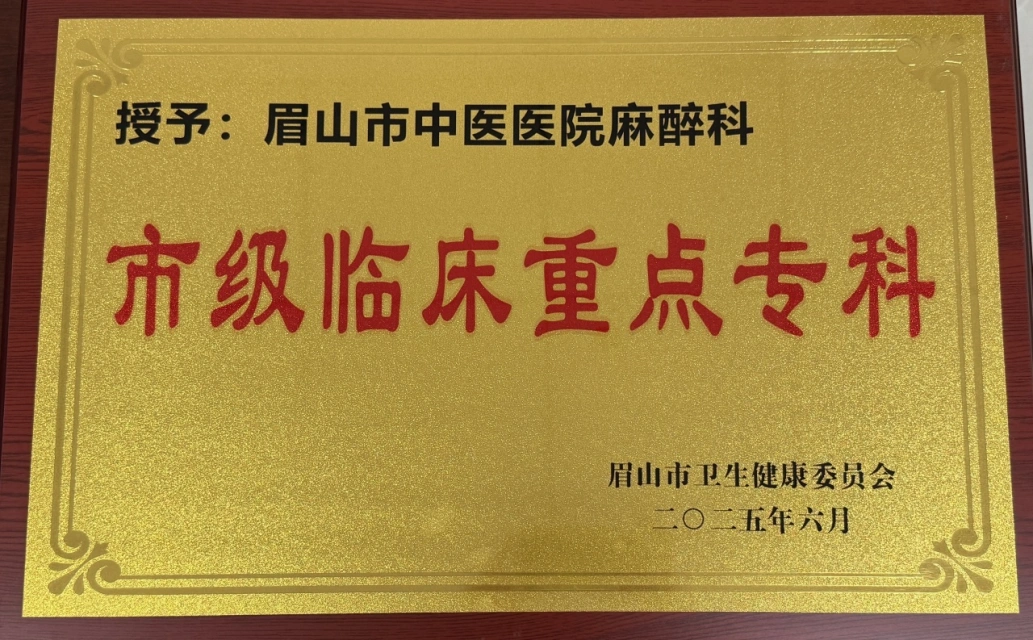 授予：眉山市中医医院麻醉科
市级临床重点专科
眉山市卫生健康委员会
二〇二五年六月